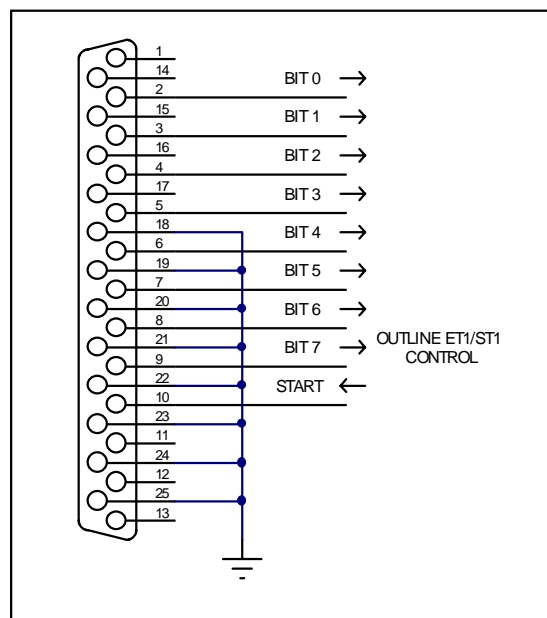 1
14
BIT 0
2
15
BIT 1
3
16
BIT 2
4
17
BIT 3
5
18
BIT 4
6
19
BIT 5
7
20
BIT 6
8
21
BIT 7
OUTLINE ET1/ST1
CONTROL
9
22
START
10
23
11
24
12
25
13